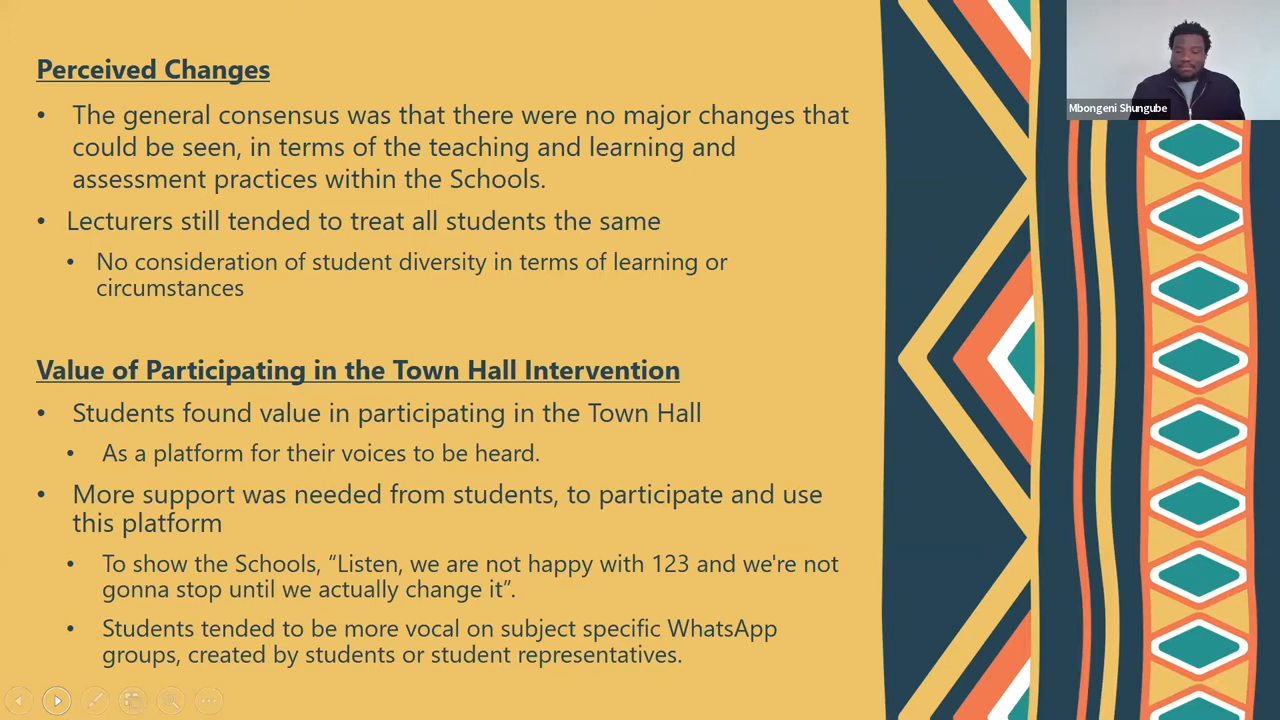 Perceived Changes
• The general consensus was that there were no major changes that
could be seen, in terms of the teaching and learning and
assessment practices within the Schools.
• Lecturers still tended to treat all students the same
• No consideration of student diversity in terms of learning or
circumstances
Value of Participating in the Town Hall Intervention
• Students found value in participating in the Town Hall
• As a platform for their voices to be heard.
• More support was needed from students, to participate and use
this platform
• To show the Schools, “Listen, we are not happy with 123 and we're not
gonna stop until we actually change it”.
• Students tended to be more vocal on subject specific WhatsApp
groups, created by students or student representatives.
Mbongeni Shungube